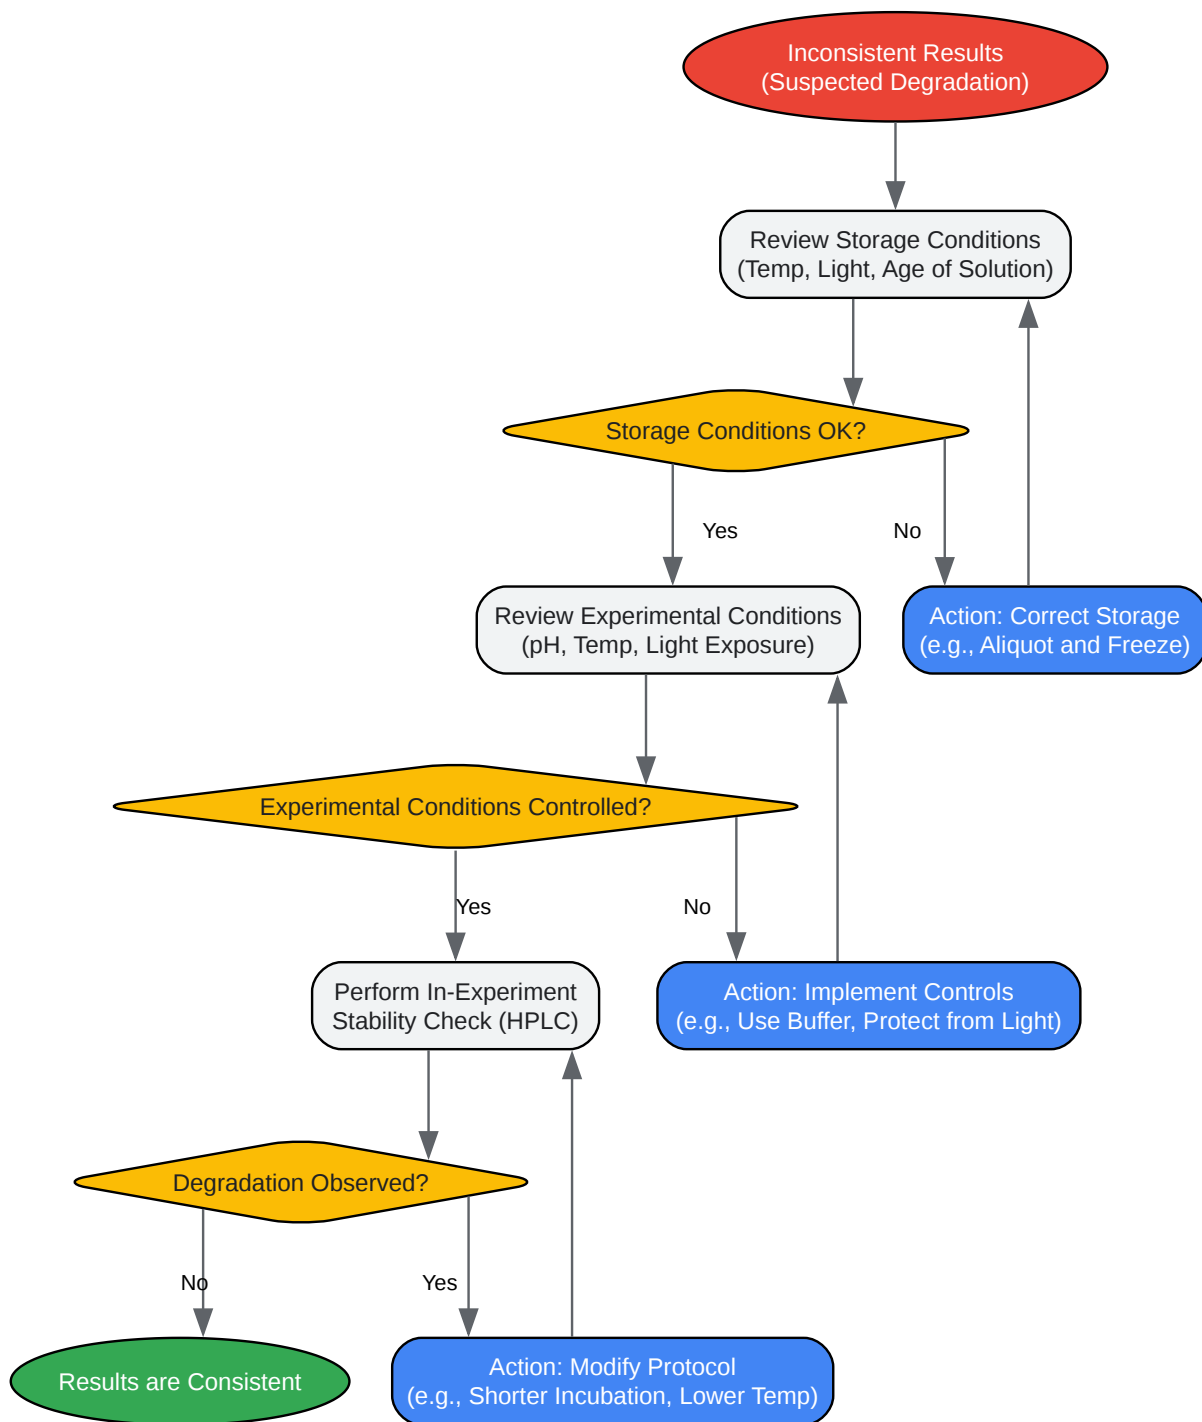 Inconsistent Results
(Suspected Degradation)
Review Storage Conditions
(Temp, Light, Age of Solution)
Storage Conditions OK?
Yes
No
Review Experimental Conditions
(pH, Temp, Light Exposure)
Action: Correct Storage
(e.g., Aliquot and Freeze)
Experimental Conditions Controlled?
Yes
No
Perform In-Experiment
Stability Check (HPLC)
Action: Implement Controls
(e.g., Use Buffer, Protect from Light)
Degradation Observed?
No
Yes
Results are Consistent
Action: Modify Protocol
(e.g., Shorter Incubation, Lower Temp)